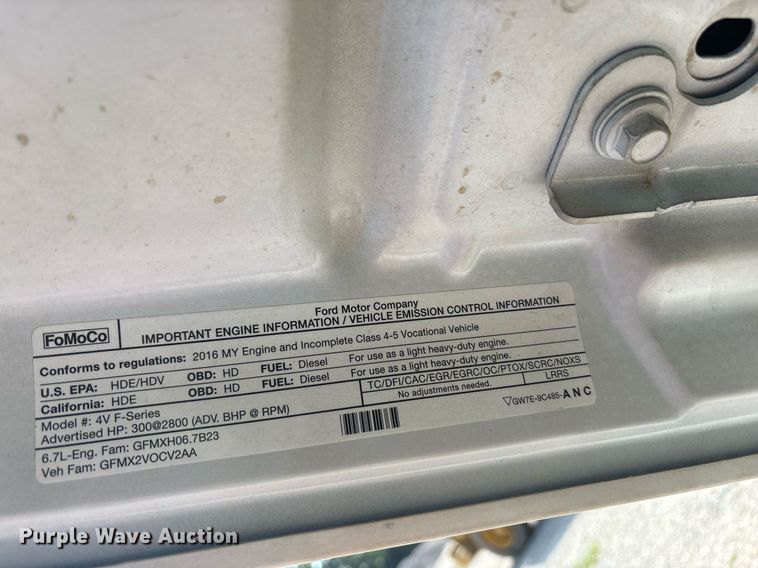 Ford Motor Company
FoMoCo
IMPORTANT ENGINE INFORMATION / VEHICLE EMISSION CONTROL INFORMATION
Conforms to regulations: 2016 MY Engine and Incomplete Class 4-5 Vocational Vehicle
U.S. EPA: HDE/HDV OBD: HD FUEL: Diesel For use as a light heavy-duty engine.
California: HDE OBD: HD FUEL: Diesel For use as a light heavy-duty engine.
Model #: 4V F-Series
TC/DFI/CAC/EGR/EGRC/OC/PTOX/SCRC/NOXS
Advertised HP: 300@2800 (ADV. BHP @ RPM)
No adjustments needed. LRRS
6.7L-Eng. Fam: GFMXH06.7B23
GW7E-9C485-ANC
Veh Fam: GFMX2VOCV2AA
Purple Wave Auction